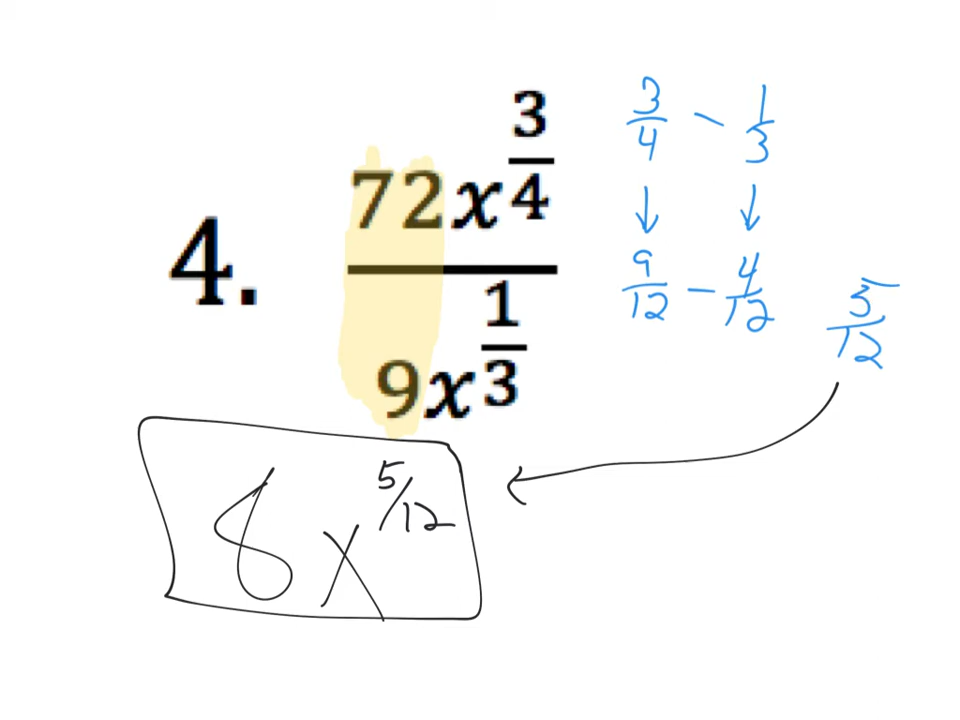 4. 72x^(3/4) / 9x^(1/3)
3/4 - 1/3
↓ ↓
9/12 - 4/12
5/12
8x^(5/12)